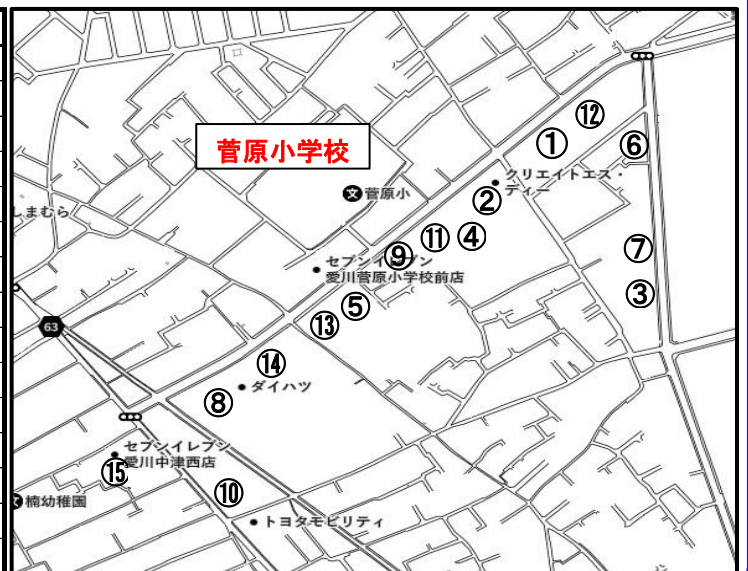 ⑫
①
⑥
菅原小学校
クリエイトエス・
ディー
文 菅原小
②
しまむら
⑪
④
⑨
⑦
セブンイレブン
愛川菅原小学校前店
③
⑤
63
⑬
⑭
ダイハツ
⑧
セブンイレブン
愛川中津西店
⑮
⑩
文 楠幼稚園
トヨタモビリティ